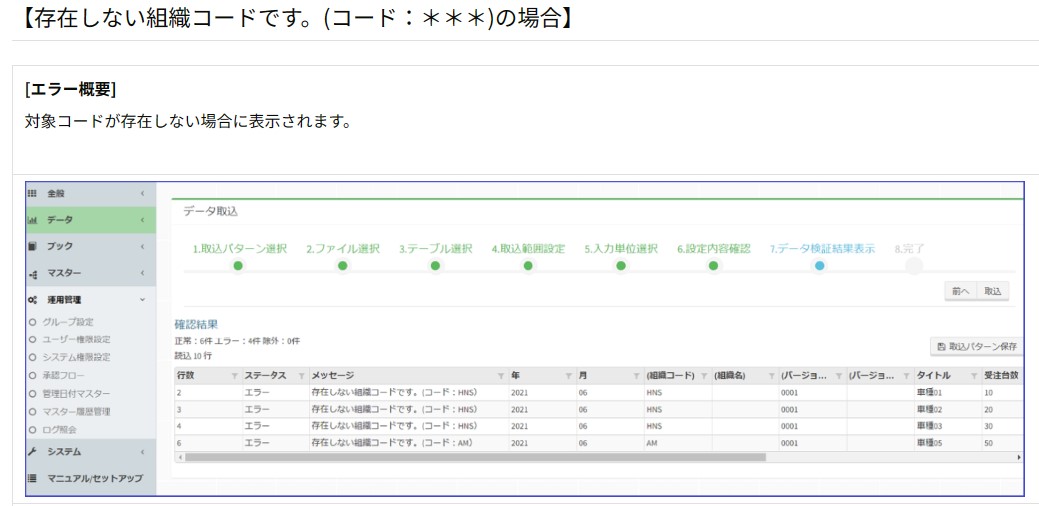 【存在しない組織コードです。(コード：＊＊＊)の場合】
[エラー概要]
対象コードが存在しない場合に表示されます。
全般
データ
ブック
マスター
運用管理
グループ設定
ユーザー権限設定
システム権限設定
承認フロー
管理日付マスター
マスター履歴管理
ログ照会
システム
マニュアル/セットアップ
データ取込
1.取込パターン選択 2.ファイル選択 3.テーブル選択 4.取込範囲設定 5.入力単位選択 6.設定内容確認 7.データ検証結果表示 8.完了
前へ 取込
確認結果
正常：6件 エラー：4件 除外：0件
読込 10 行
取込パターン保存
行数 ステータス メッセージ 年 月 (組織コード) (組織名) (バージョ... (バージョ... タイトル 受注台数
2 エラー 存在しない組織コードです。(コード：HNS) 2021 06 HNS 0001 車種01 10
3 エラー 存在しない組織コードです。(コード：HNS) 2021 06 HNS 0001 車種02 20
4 エラー 存在しない組織コードです。(コード：HNS) 2021 06 HNS 0001 車種03 30
6 エラー 存在しない組織コードです。(コード：AM) 2021 06 AM 0001 車種05 50